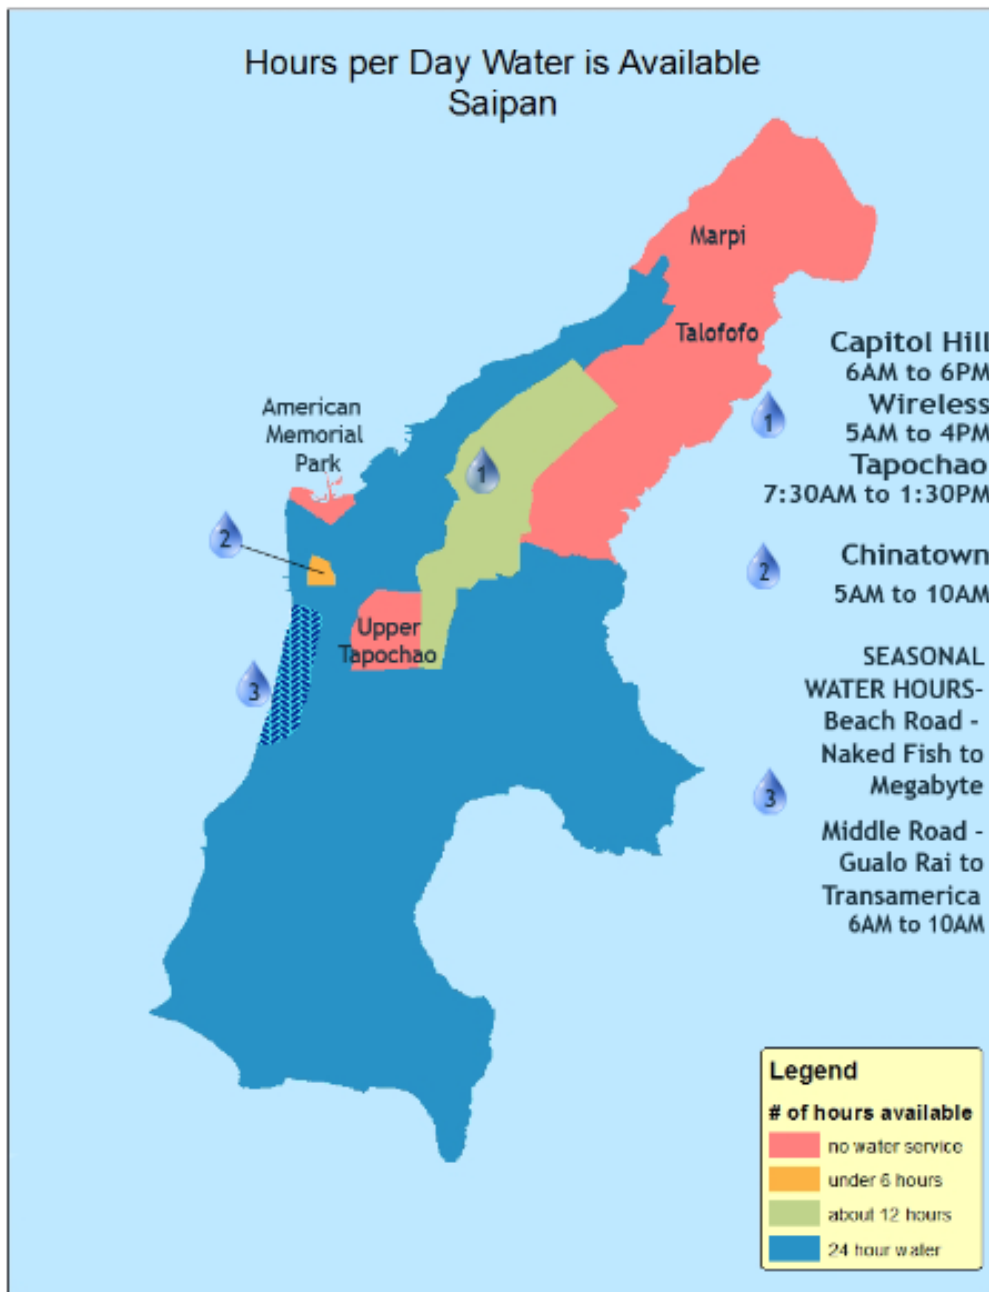 Hours per Day Water is Available
Saipan
Marpi
Talofofo
American
Memorial
Park
1
2
Upper
Tapochao
3
Capitol Hill
6AM to 6PM
1
Wireless
5AM to 4PM
Tapochao
7:30AM to 1:30PM
2
Chinatown
5AM to 10AM
SEASONAL
WATER HOURS-
Beach Road -
Naked Fish to
Megabyte
3
Middle Road -
Gualo Rai to
Transamerica
6AM to 10AM
Legend
# of hours available
no water service
under 6 hours
about 12 hours
24 hour water